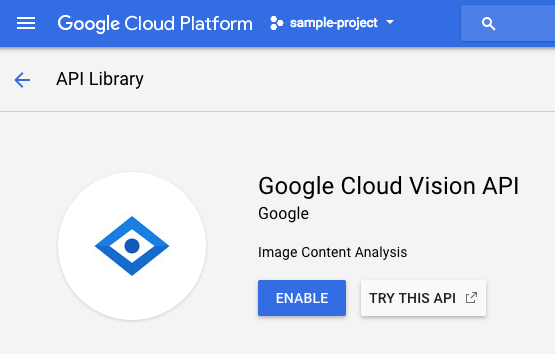 Google Cloud Platform
sample-project
API Library
Google Cloud Vision API
Google
Image Content Analysis
ENABLE
TRY THIS API